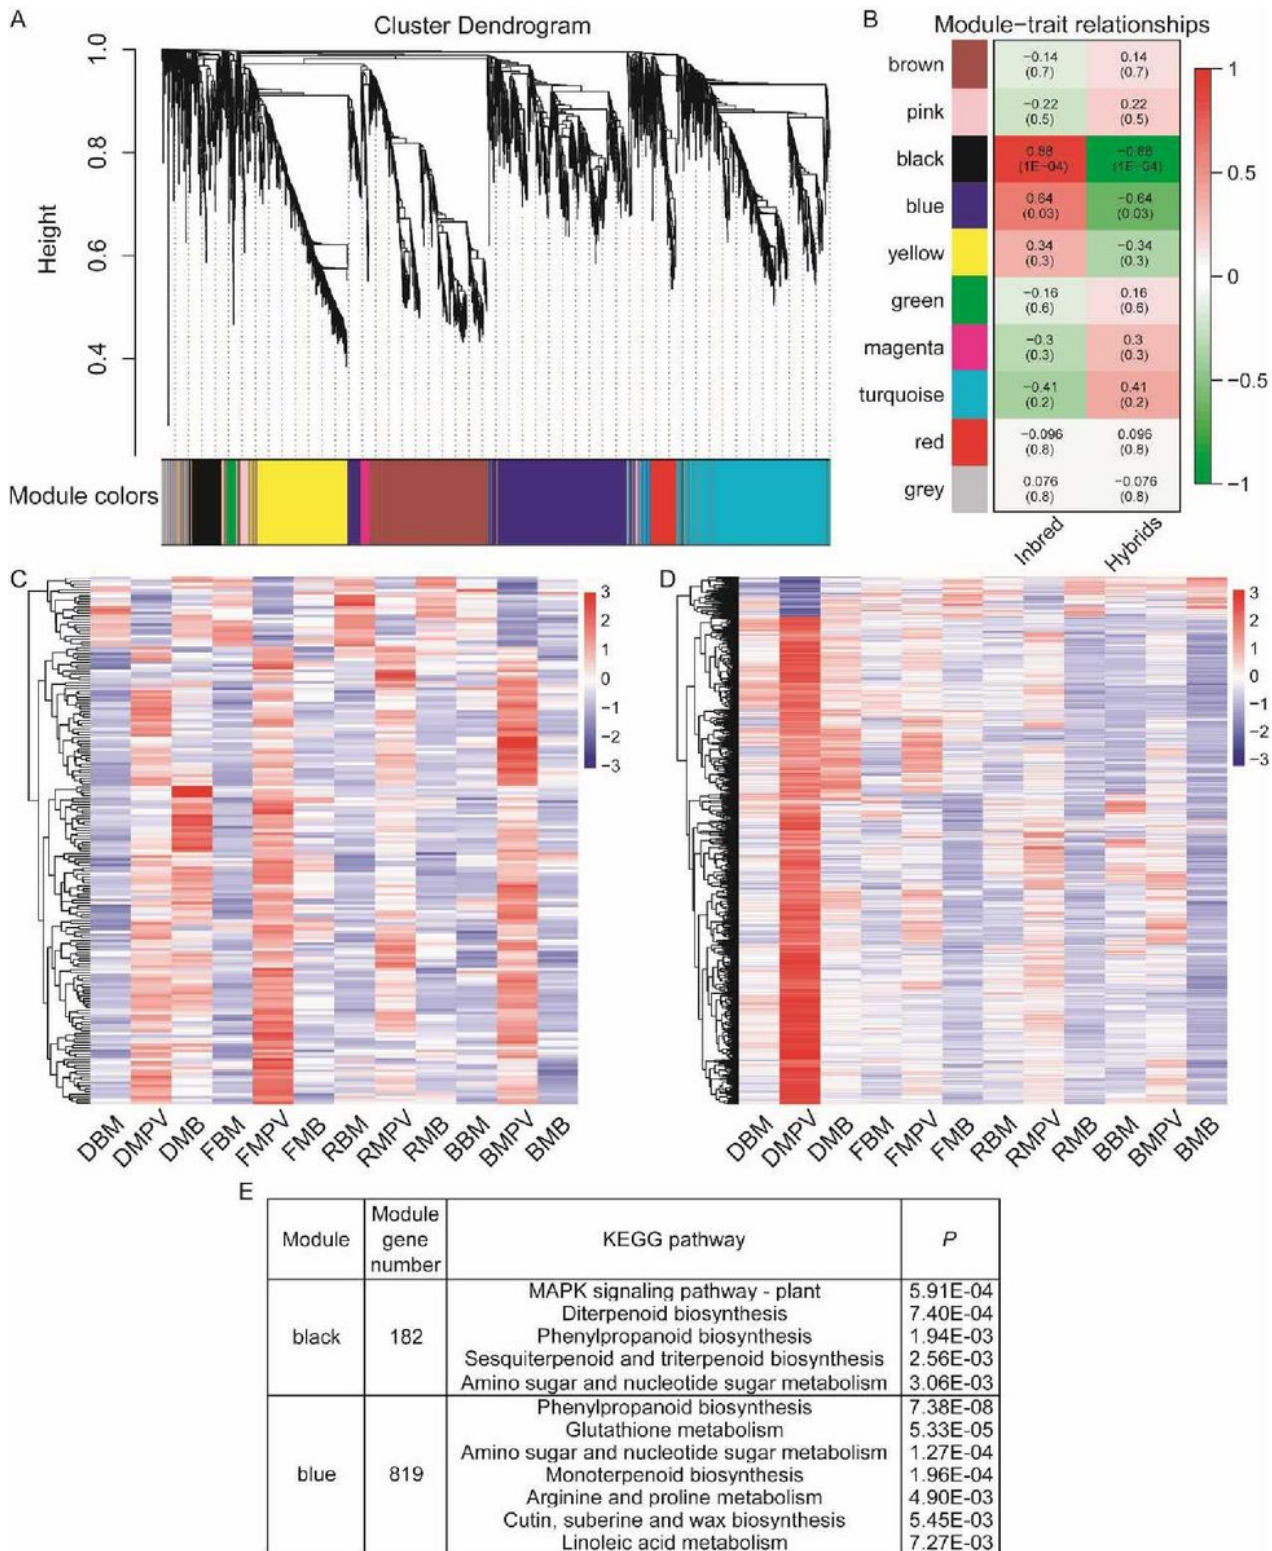 A
Cluster Dendrogram
Height
1.0
0.8
0.6
0.4
Module colors
B
Module−trait relationships
brown
−0.14
(0.7)
0.14
(0.7)
pink
−0.22
(0.5)
0.22
(0.5)
black
0.88
(1E−04)
−0.88
(1E−04)
blue
0.64
(0.03)
−0.64
(0.03)
yellow
0.34
(0.3)
−0.34
(0.3)
green
−0.16
(0.6)
0.16
(0.6)
magenta
−0.3
(0.3)
0.3
(0.3)
turquoise
−0.41
(0.2)
0.41
(0.2)
red
−0.096
(0.8)
0.096
(0.8)
grey
0.076
(0.8)
−0.076
(0.8)
Inbred
Hybrids
1
0.5
0
−0.5
−1
C
3
2
1
0
−1
−2
−3
DBM
DMPV
DMB
FBM
FMPV
FMB
RBM
RMPV
RMB
BBM
BMPV
BMB
D
3
2
1
0
−1
−2
−3
DBM
DMPV
DMB
FBM
FMPV
FMB
RBM
RMPV
RMB
BBM
BMPV
BMB
E
Module
Module
gene
number
KEGG pathway
P
black
182
MAPK signaling pathway - plant 5.91E-04
Diterpenoid biosynthesis 7.40E-04
Phenylpropanoid biosynthesis 1.94E-03
Sesquiterpenoid and triterpenoid biosynthesis 2.56E-03
Amino sugar and nucleotide sugar metabolism 3.06E-03
blue
819
Phenylpropanoid biosynthesis 7.38E-08
Glutathione metabolism 5.33E-05
Amino sugar and nucleotide sugar metabolism 1.27E-04
Monoterpenoid biosynthesis 1.96E-04
Arginine and proline metabolism 4.90E-03
Cutin, suberine and wax biosynthesis 5.45E-03
Linoleic acid metabolism 7.27E-03